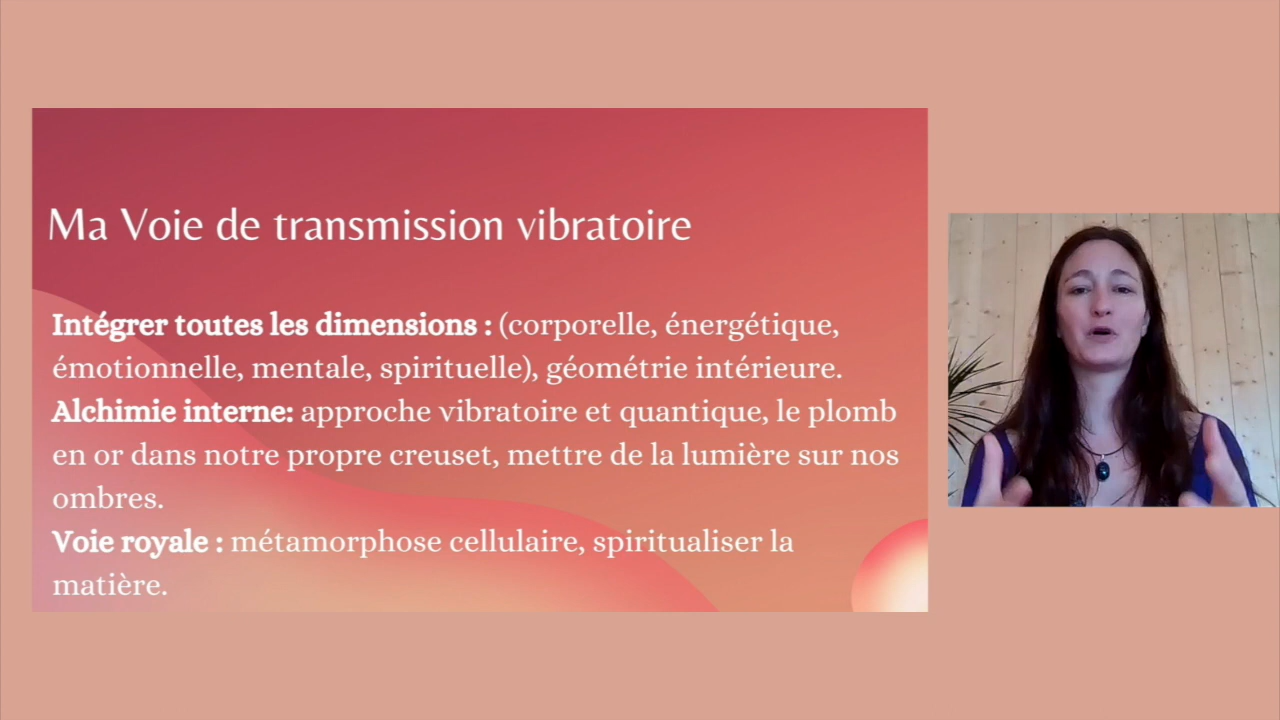 Ma Voie de transmission vibratoire
Intégrer toutes les dimensions : (corporelle, énergétique,
émotionnelle, mentale, spirituelle), géométrie intérieure.
Alchimie interne: approche vibratoire et quantique, le plomb
en or dans notre propre creuset, mettre de la lumière sur nos
ombres.
Voie royale : métamorphose cellulaire, spiritualiser la
matière.